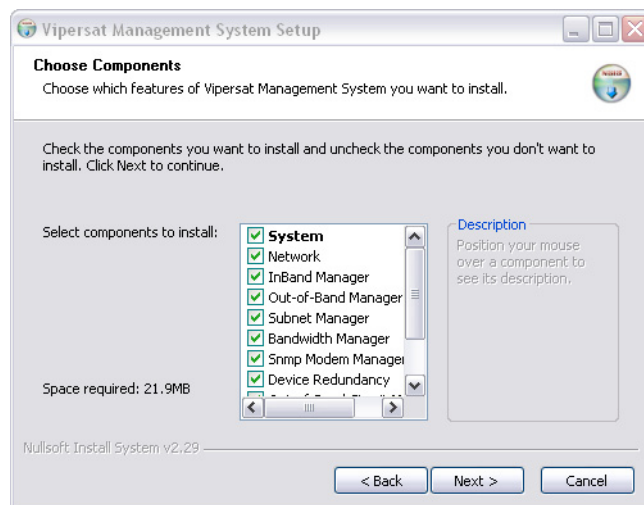 Vipersat Management System Setup
Choose Components
Choose which features of Vipersat Management System you want to install.
Check the components you want to install and uncheck the components you don't want to
install. Click Next to continue.
Select components to install:
System
Network
InBand Manager
Out-of-Band Manager
Subnet Manager
Bandwidth Manager
Snmp Modem Manager
Device Redundancy
Description
Position your mouse
over a component to
see its description.
Space required: 21.9MB
Nullsoft Install System v2.29
< Back
Next >
Cancel